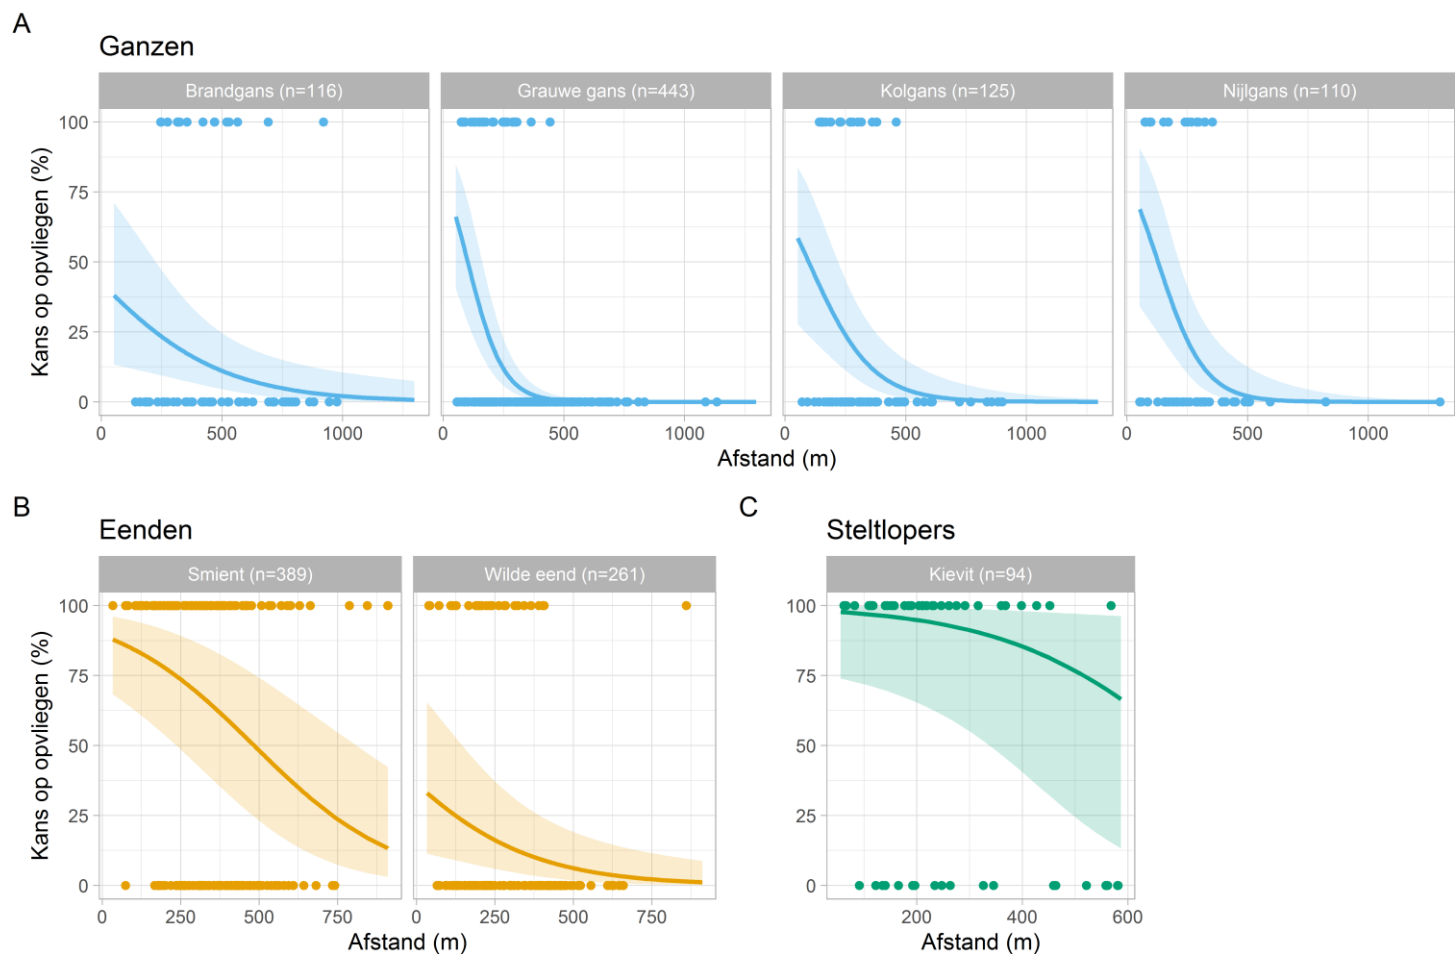 A
Ganzen
Brandgans (n=116) Grauwe gans (n=443) Kolgans (n=125) Nijlgans (n=110)
Kans op opvliegen (%)
100
75
50
25
0
0 500 1000 0 500 1000 0 500 1000 0 500 1000
Afstand (m)
B
Eenden
Smient (n=389) Wilde eend (n=261)
Kans op opvliegen (%)
100
75
50
25
0
0 250 500 750 0 250 500 750
Afstand (m)
C
Steltlopers
Kievit (n=94)
100
75
50
25
0
200 400 600
Afstand (m)